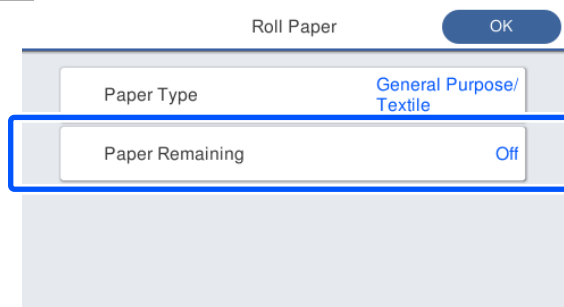 Roll Paper
OK
Paper Type
General Purpose/
Textile
Paper Remaining
Off